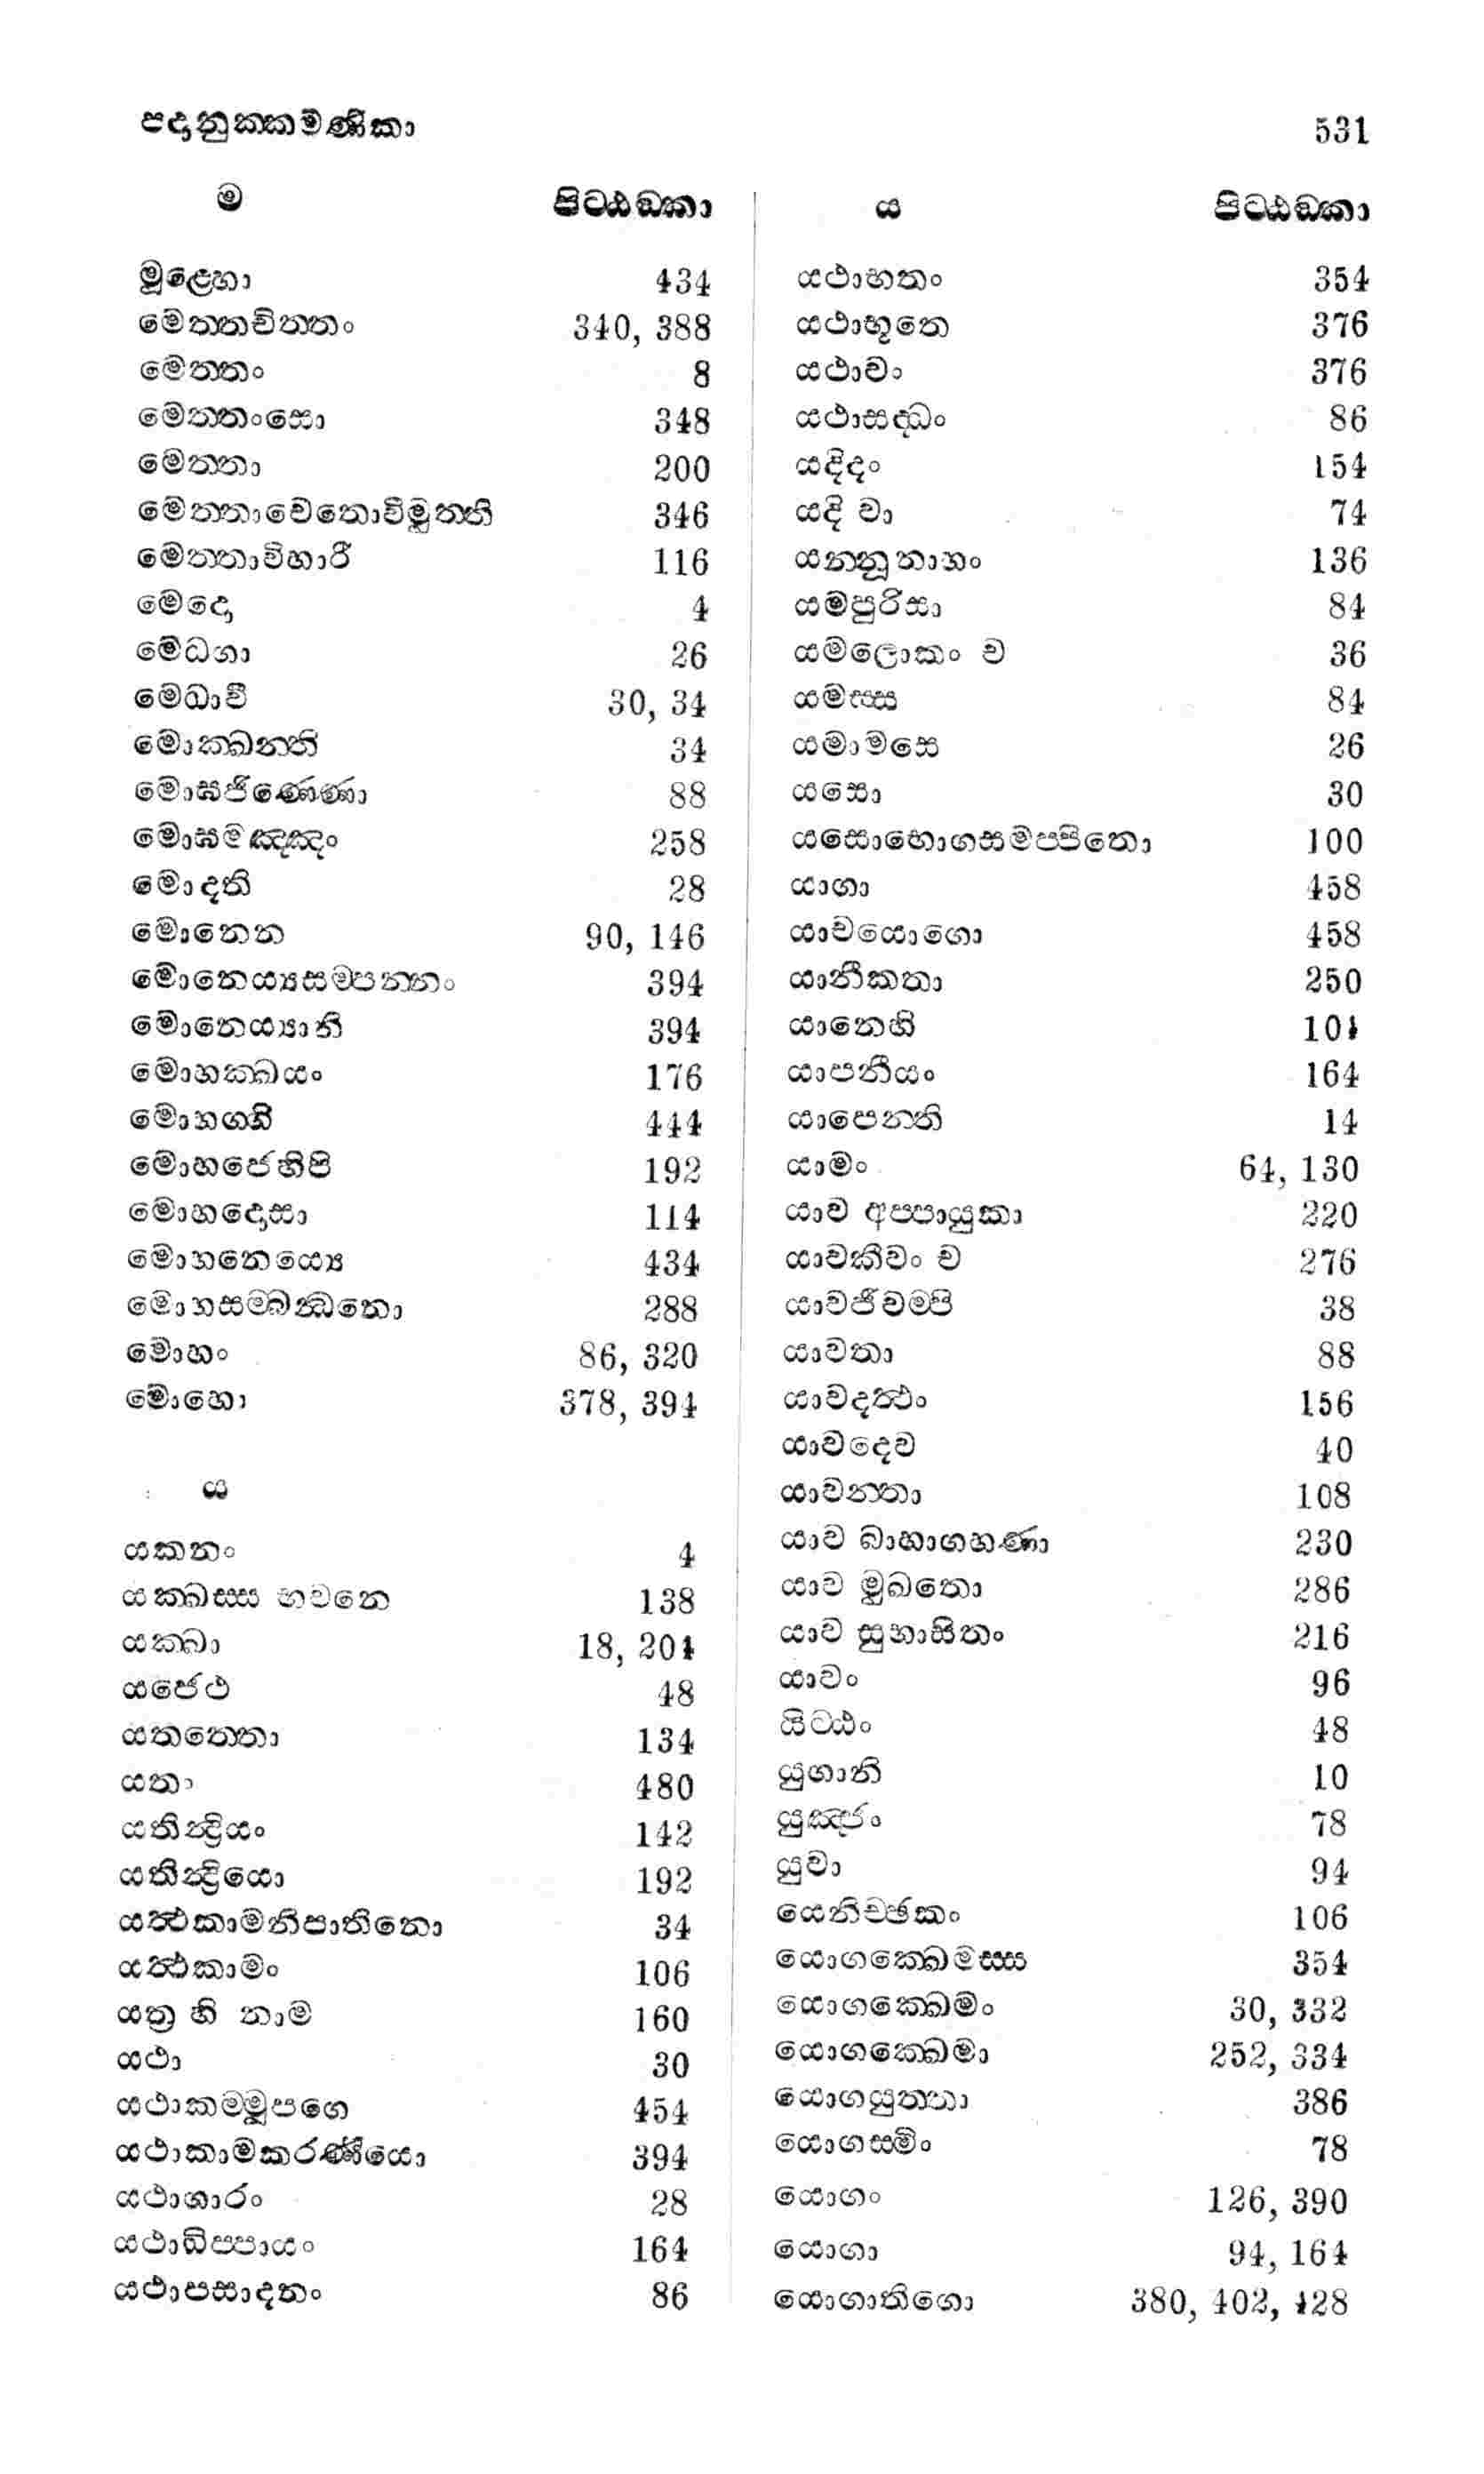 පදානුක්කමණිකා 531
ම පිට්ඨඞ්කා
මූළ්හො 434
මෙත්තචිත්තං 340, 388
මෙත්තං 8
මෙත්තංසො 348
මෙත්තා 200
මෙත්තාචෙතොවිමුත්ති 346
මෙත්තාවිහාරී 116
මෙදො 4
මෙධගා 26
මෙධාවී 30, 34
මොක්ඛන්ති 34
මොඝජිණ්ණො 88
මොඝමඤ්ඤං 258
මොදති 28
මොනෙන 90, 146
මොනෙය්‍යසම්පන්නං 394
මොනෙය්‍යානි 394
මොහක්ඛයං 176
මොහග්ගි 444
මොහජෙහිපි 192
මොහදොසා 114
මොහනෙය්‍යෙ 434
මොහසම්බන්ධනො 288
මොහං 86, 320
මොහො 378, 394
ය
යකනං 4
යක්ඛස්ස භවනෙ 138
යක්ඛා 18, 204
යජෙථ 48
යතත්තො 134
යතා 480
යතින්‍ද්‍රියං 142
යතින්‍ද්‍රියො 192
යත්‍ථකාමනිපාතිනො 34
යත්‍ථකාමං 106
යත්‍ර හි නාම 160
යථා 30
යථාකම්මූපගෙ 454
යථාකාමකරණීයො 394
යථාගාරං 28
යථාධිප්පායං 164
යථාපසාදනං 86
ය පිට්ඨඞ්කා
යථාභතං 354
යථාභූතෙ 376
යථාවා 376
යථාසද්ධං 86
යදිදං 154
යදි වා 74
යන්නූනාහං 136
යමපුරිසා 84
යමලොකං ච 36
යමස්ස 84
යමාමසෙ 26
යසො 30
යසොභොගසමප්පිතො 100
යාගා 458
යාචයොගො 458
යානීකතා 250
යානෙහි 104
යාපනීයං 164
යාපෙන්ති 14
යාමං 64, 130
යාව අප්පායුකා 220
යාවකීවං ච 276
යාවජීවම්පි 38
යාවතා 88
යාවදත්‍ථං 156
යාවදෙව 40
යාවන්තා 108
යාව බාහාගහණා 230
යාව මුඛතො 286
යාව සුභාසිතං 216
යාවං 96
යිට්ඨං 48
යුගානි 10
යුඤ්ජං 78
යුවා 94
යෙනිච්ඡකං 106
යොගක්ඛෙමස්ස 354
යොගක්ඛෙමං 30, 332
යොගක්ඛෙමා 252, 334
යොගයුත්තා 386
යොගස්මිං 78
යොගං 126, 390
යොගා 94, 164
යොගාතිගො 380, 402, 428